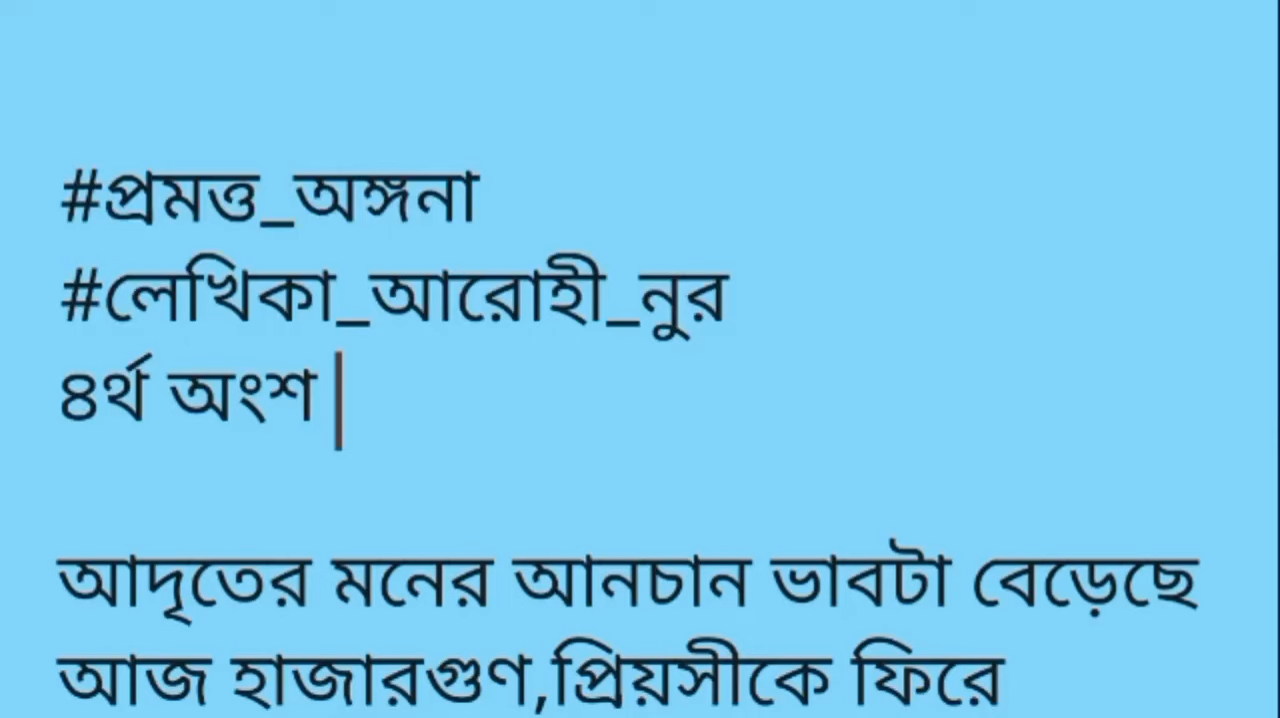 #প্রমত্ত_অঙ্গনা
#লেখিকা_আরোহী_নুর
৪র্থ অংশ
আদৃতের মনের আনচান ভাবটা বেড়েছে
আজ হাজারগুণ,প্রিয়সীকে ফিরে